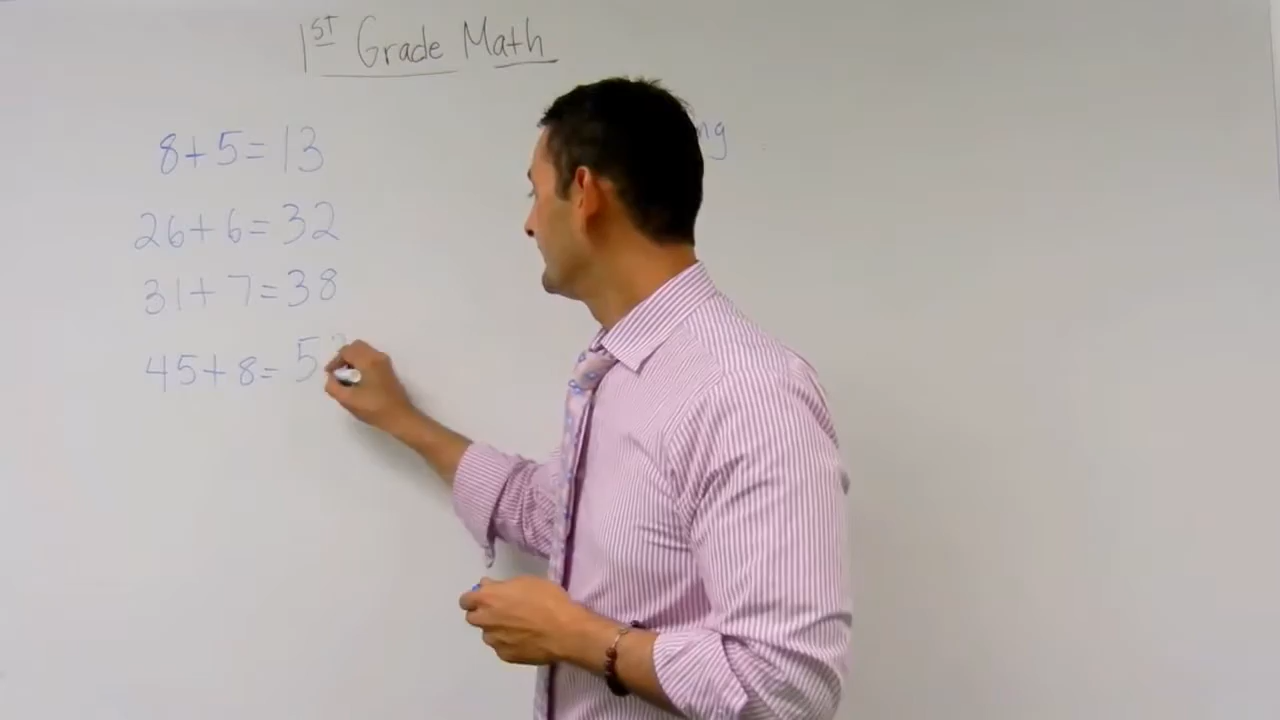 1ST Grade Math
8+5=13
26+6=32
31+7=38
45+8= 5